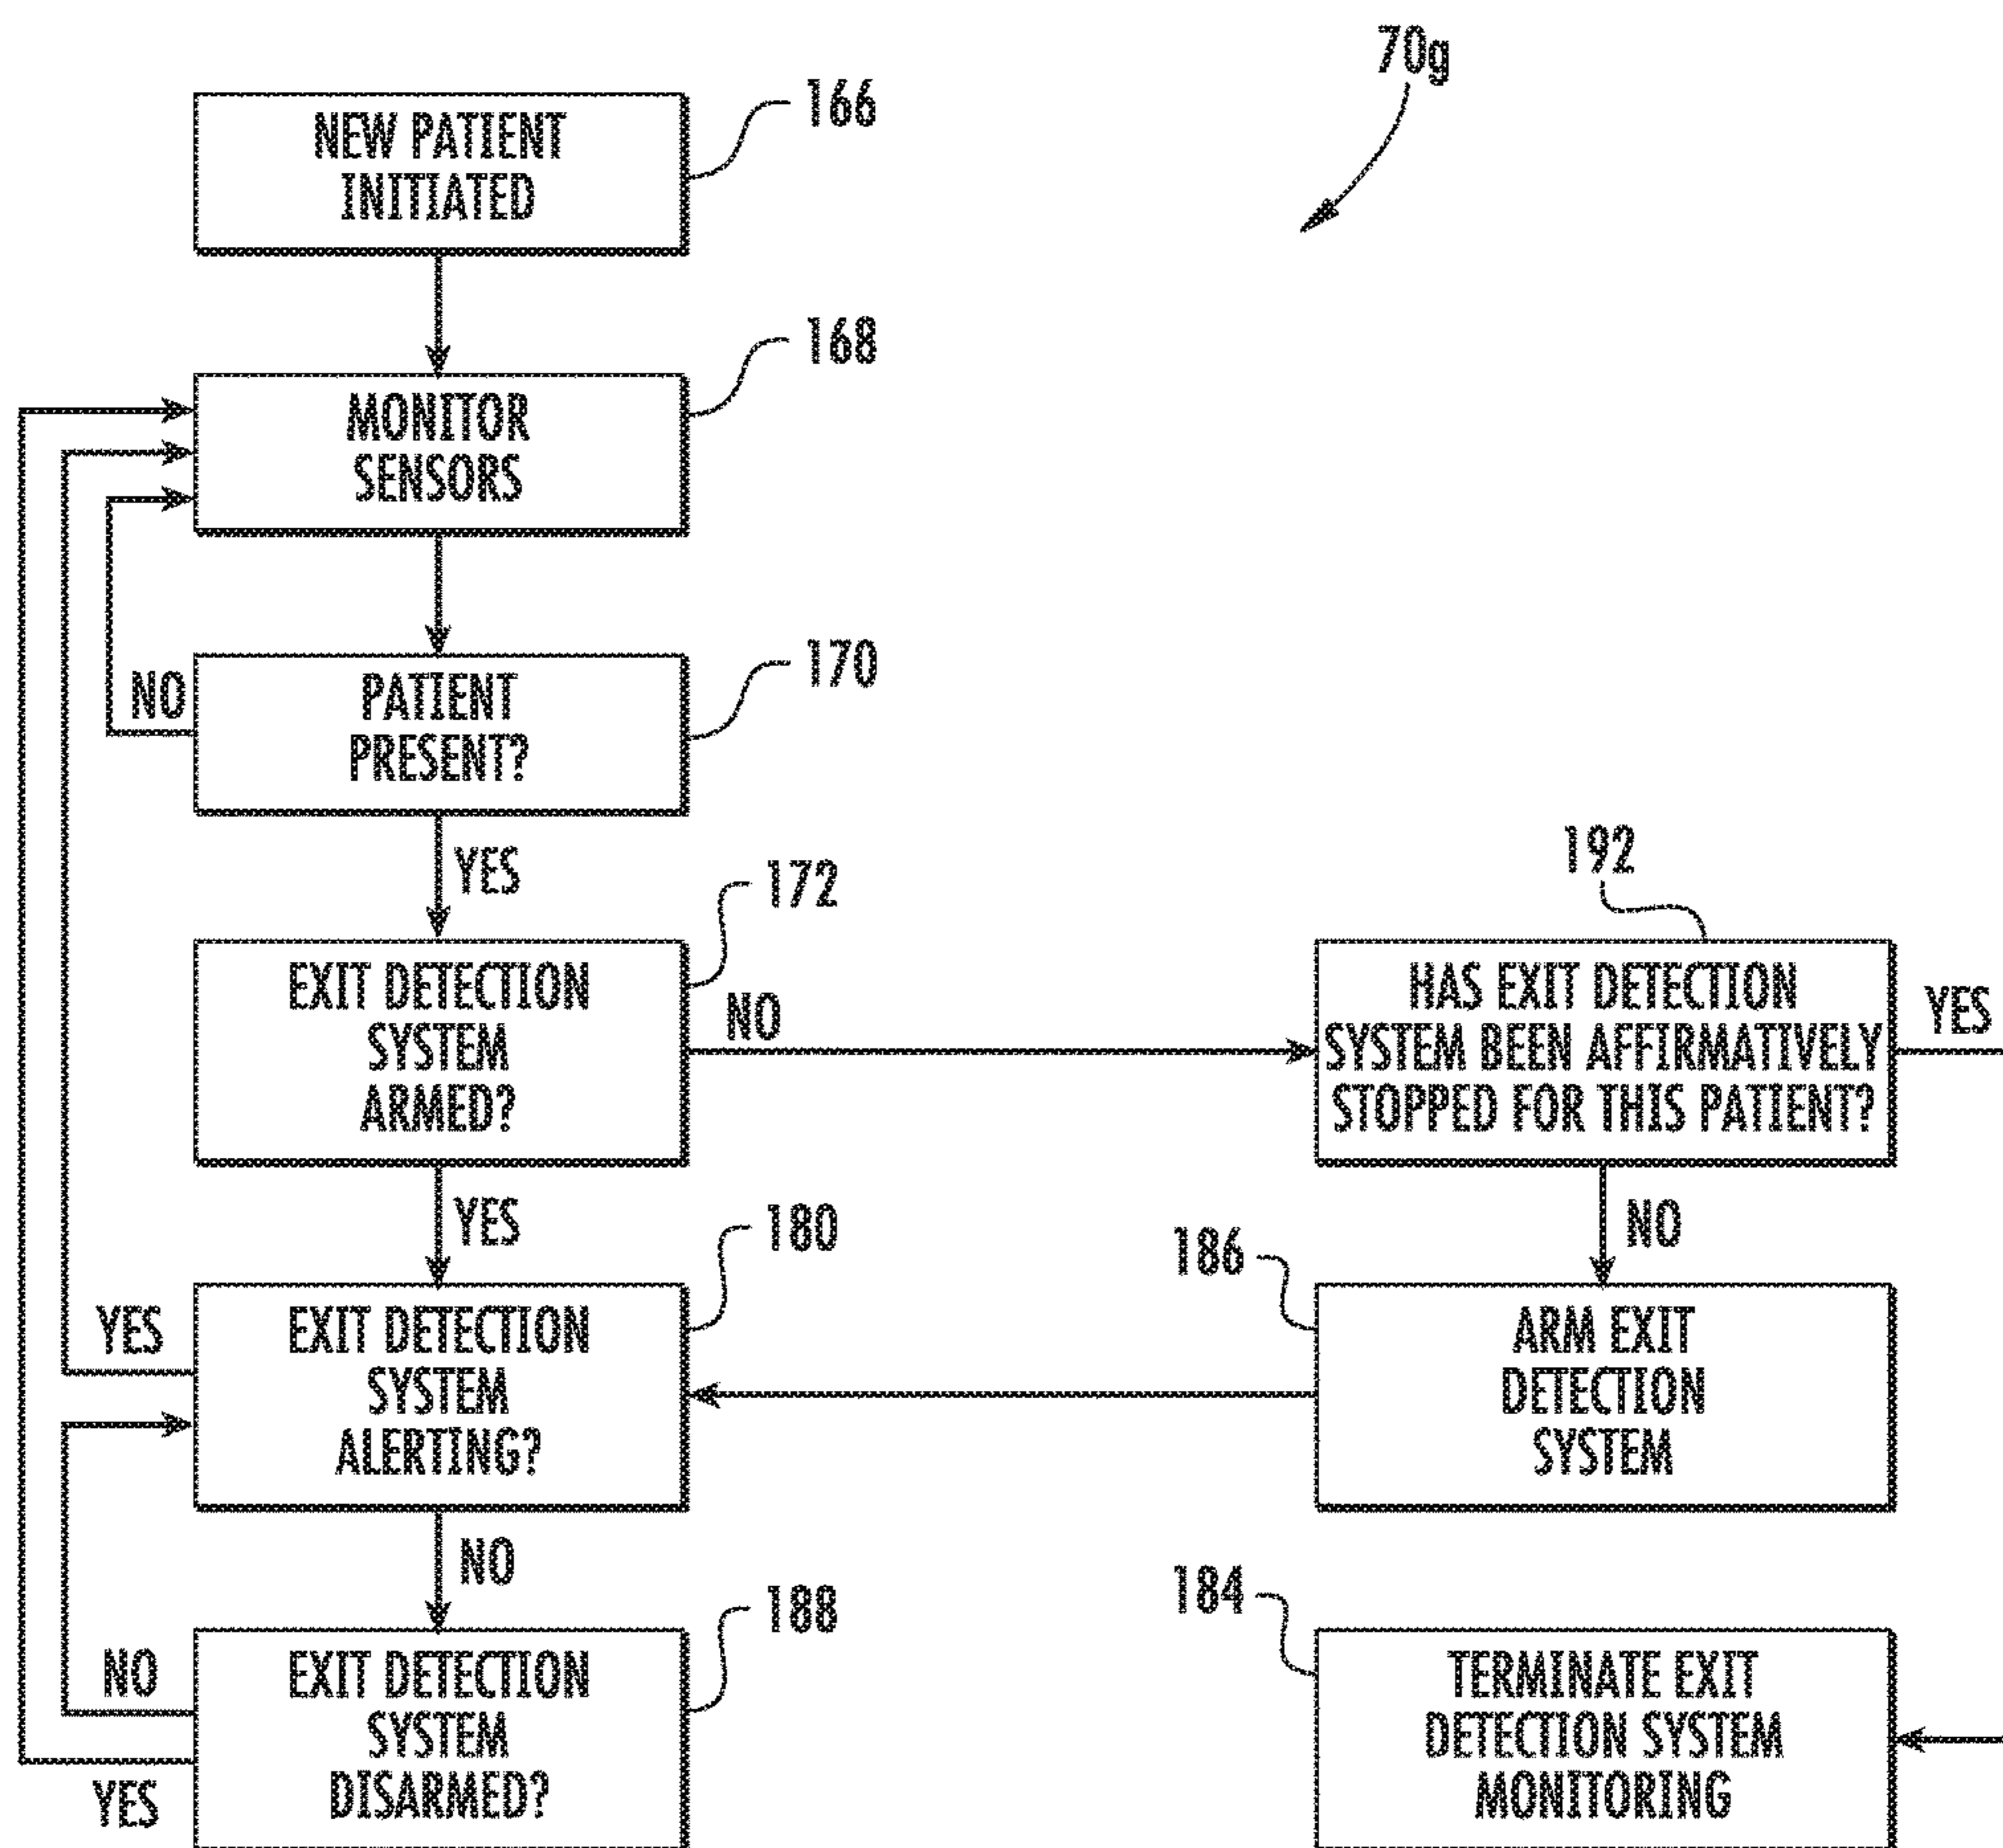 70g
NEW PATIENT
INITIATED
166
MONITOR
SENSORS
168
PATIENT
PRESENT?
170
NO
YES
EXIT DETECTION
SYSTEM
ARMED?
172
NO
HAS EXIT DETECTION
SYSTEM BEEN AFFIRMATIVELY
STOPPED FOR THIS PATIENT?
192
YES
YES
NO
EXIT DETECTION
SYSTEM
ALERTING?
180
YES
ARM EXIT
DETECTION
SYSTEM
186
NO
EXIT DETECTION
SYSTEM
DISARMED?
188
NO
YES
TERMINATE EXIT
DETECTION SYSTEM
MONITORING
184